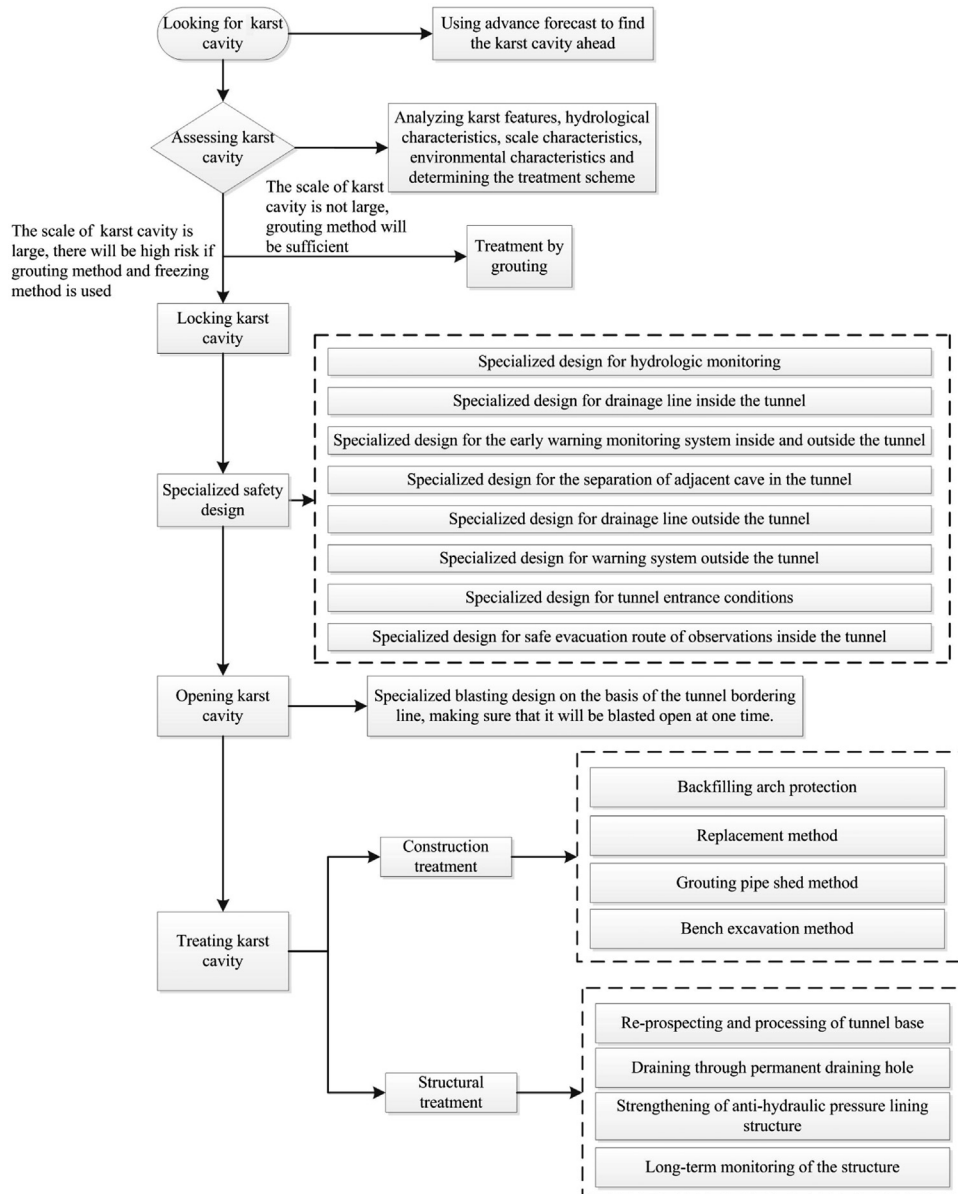 Looking for karst
cavity
Using advance forecast to find
the karst cavity ahead
Assessing karst
cavity
Analyzing karst features, hydrological
characteristics, scale characteristics,
environmental characteristics and
determining the treatment scheme
The scale of karst
cavity is not large,
grouting method will
be sufficient
The scale of karst cavity is
large, there will be high risk if
grouting method and freezing
method is used
Treatment by
grouting
Locking karst
cavity
Specialized design for hydrologic monitoring
Specialized design for drainage line inside the tunnel
Specialized design for the early warning monitoring system inside and outside the tunnel
Specialized safety
design
Specialized design for the separation of adjacent cave in the tunnel
Specialized design for drainage line outside the tunnel
Specialized design for warning system outside the tunnel
Specialized design for tunnel entrance conditions
Specialized design for safe evacuation route of observations inside the tunnel
Opening karst
cavity
Specialized blasting design on the basis of the tunnel bordering
line, making sure that it will be blasted open at one time.
Treating karst
cavity
Construction
treatment
Backfilling arch protection
Replacement method
Grouting pipe shed method
Bench excavation method
Structural
treatment
Re-prospecting and processing of tunnel base
Draining through permanent draining hole
Strengthening of anti-hydraulic pressure lining
structure
Long-term monitoring of the structure